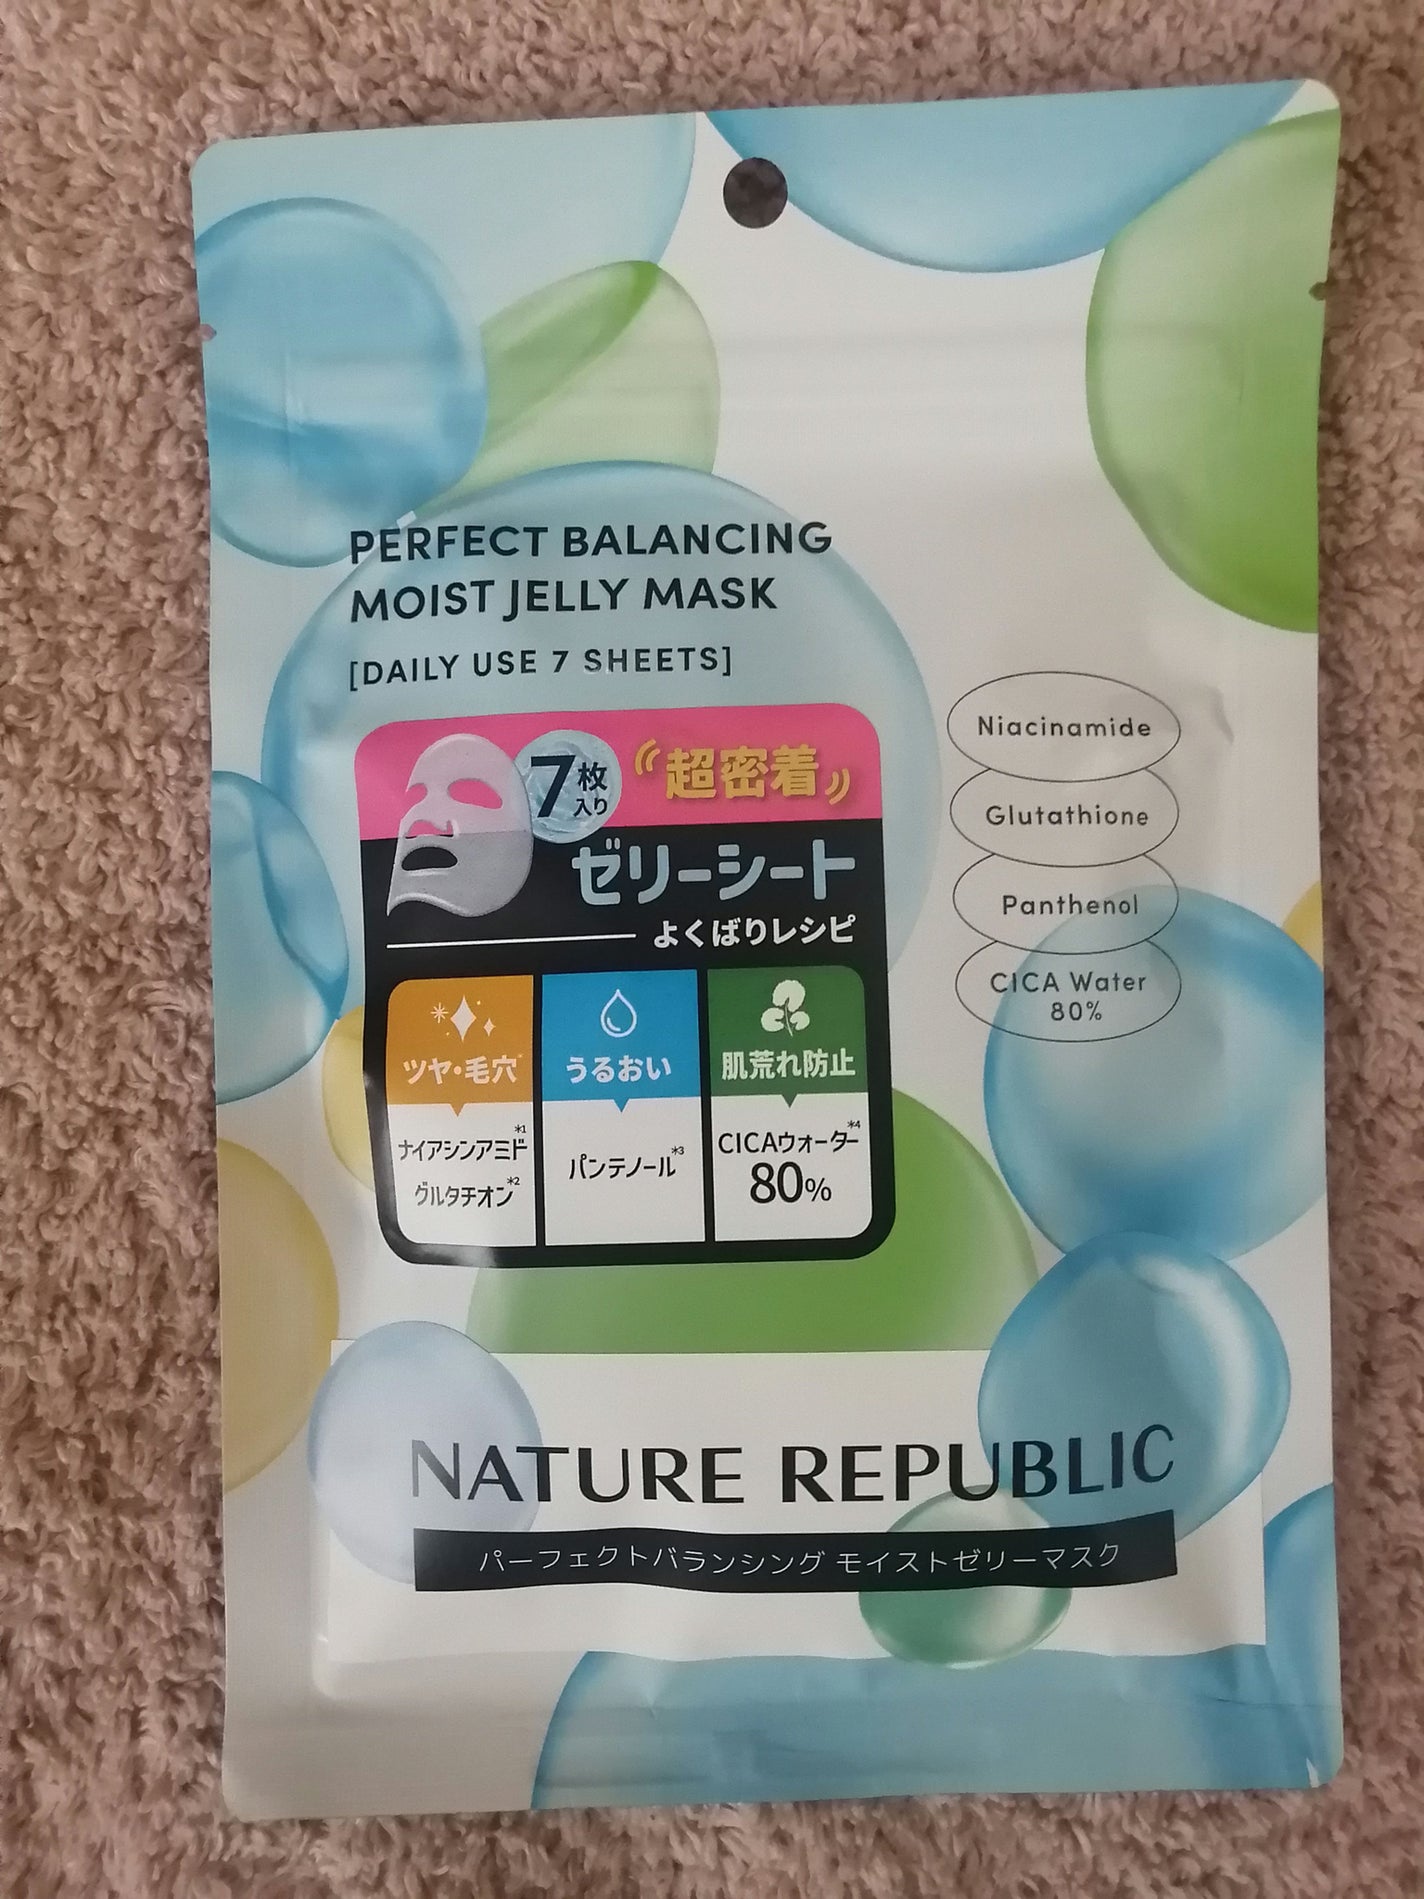 PERFECT BALANCING
MOIST JELLY MASK
[DAILY USE 7 SHEETS]
7枚入り
超密着
ゼリーシート
よくばりレシピ
ツヤ・毛穴*
ナイアシンアミド*1
グルタチオン*2
うるおい
パンテノール*3
肌荒れ防止
CICAウォーター*4
80%
Niacinamide
Glutathione
Panthenol
CICA Water
80%
NATURE REPUBLIC
パーフェクトバランシング モイストゼリーマスク